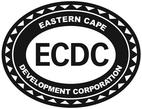 EASTERN CAPE
ECDC
DEVELOPMENT CORPORATION